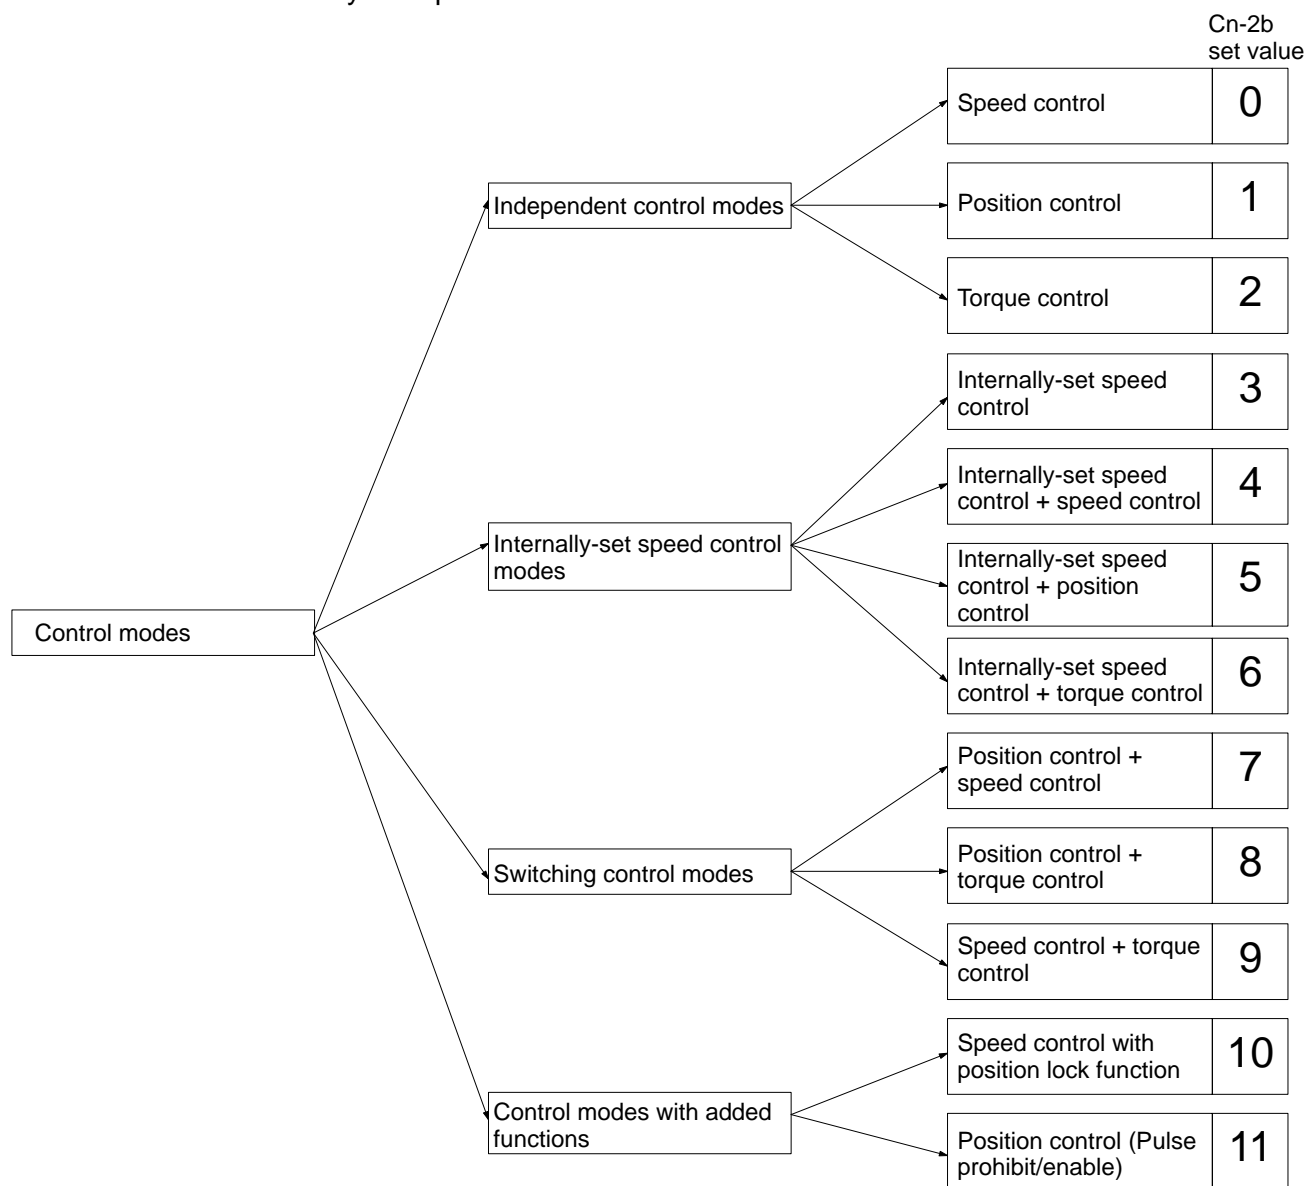 Cn-2b
set value
Speed control 0
Independent control modes
Position control 1
Torque control 2
Internally-set speed
control
3
Internally-set speed
control + speed control
4
Internally-set speed control
modes
Internally-set speed
control + position
control
5
Control modes
Internally-set speed
control + torque control
6
Position control +
speed control
7
Switching control modes
Position control +
torque control
8
Speed control + torque
control
9
Speed control with
position lock function
10
Control modes with added
functions
Position control (Pulse
prohibit/enable)
11